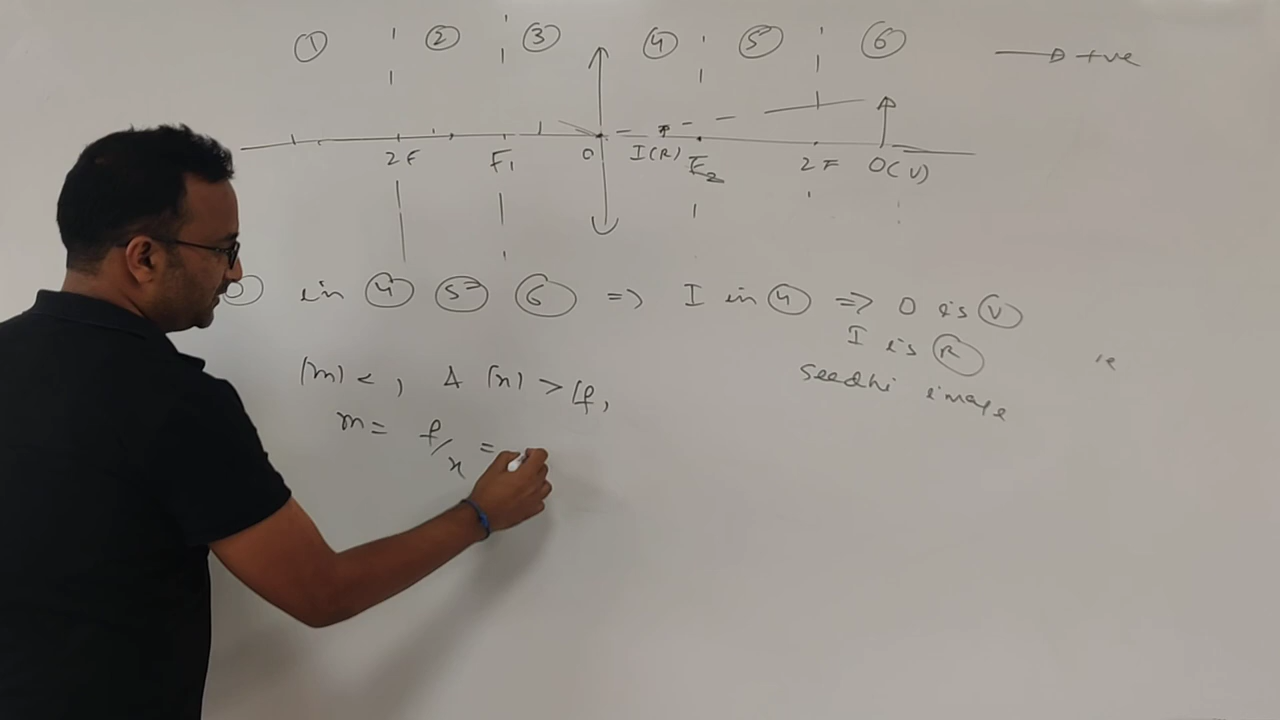 ① ② ③ ④ ⑤ ⑥ → +ve
2F F₁ O I(R) F₂ 2F O(V)
in ④ ⑤ ⑥ => I in ④ => O is Ⓥ
I is Ⓡ
Seedhi image
|m| < , Δ |x| > |f|
m = f/x =